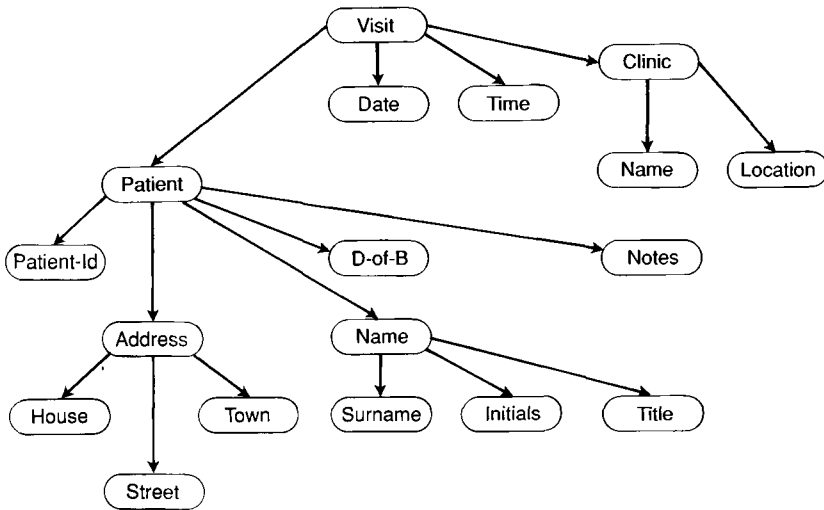 Visit
Clinic
Date
Time
Name
Location
Patient
Patient-Id
D-of-B
Notes
Address
Name
House
Town
Surname
Initials
Title
Street